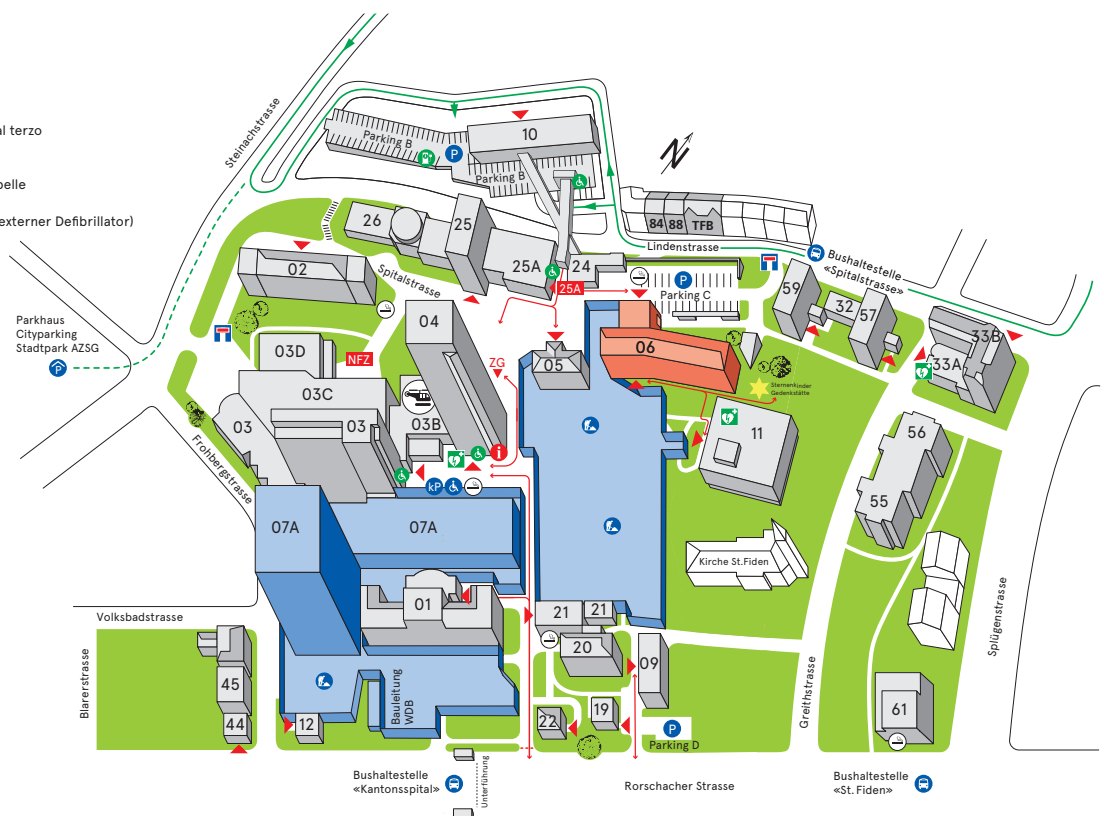 al terzo
elle
externer Defibrillator)
Steinachstrasse
Parking B
P
10
Parking B
N
84 88 TFB
26
25
25A
24
Lindenstrasse
Bushaltestelle
«Spitalstrasse»
02
Spitalstrasse
25A
P
Parking C
59
32
57
33B
33A
Parkhaus
Cityparking
Stadtpark AZSG
P
04
03D
NFZ
ZG
05
06
Sternenkinder
Gedenkstätte
03C
03
03
03B
i
kP
11
56
55
Frohbergstrasse
07A
07A
Kirche St.Fiden
01
21
21
20
09
Volksbadstrasse
Blarerstrasse
45
44
12
Bauleitung
WDB
22
19
P
Parking D
Greithstrasse
Splügenstrasse
61
Bushaltestelle
«Kantonsspital»
Unterführung
Rorschacher Strasse
Bushaltestelle
«St. Fiden»